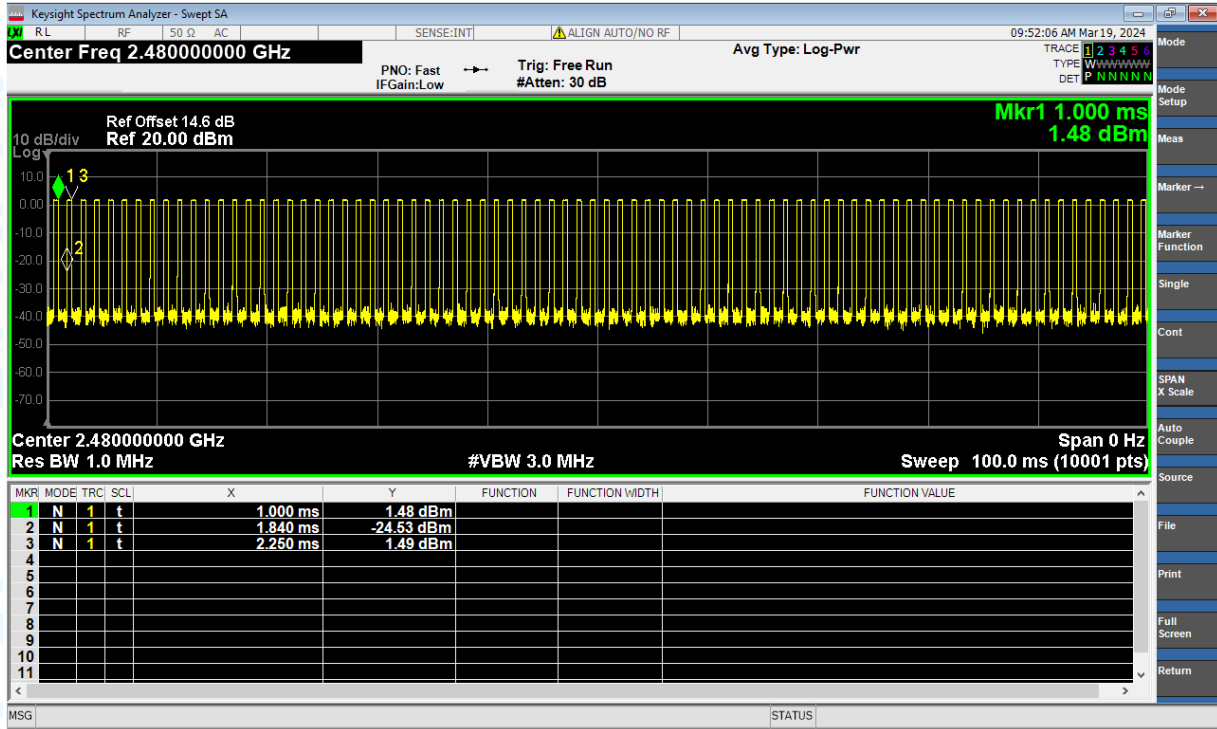 Keysight Spectrum Analyzer - Swept SA
LXI RL RF 50 Ω AC SENSE:INT ALIGN AUTO/NO RF 09:52:06 AM Mar 19, 2024
Center Freq 2.480000000 GHz
Avg Type: Log-Pwr
TRACE 1 2 3 4 5 6
PNO: Fast Trig: Free Run
TYPE WWWWWW
IFGain:Low #Atten: 30 dB
DET P N N N N N
Mkr1 1.000 ms
1.48 dBm
Ref Offset 14.6 dB
10 dB/div Ref 20.00 dBm
Log
10.0
0.00
-10.0
-20.0
-30.0
-40.0
-50.0
-60.0
-70.0
1 3
2
Center 2.480000000 GHz Span 0 Hz
Res BW 1.0 MHz #VBW 3.0 MHz Sweep 100.0 ms (10001 pts)
MKR MODE TRC SCL X Y FUNCTION FUNCTION WIDTH FUNCTION VALUE
1 N 1 t 1.000 ms 1.48 dBm
2 N 1 t 1.840 ms -24.53 dBm
3 N 1 t 2.250 ms 1.49 dBm
4
5
6
7
8
9
10
11
MSG STATUS
Mode
Mode
Setup
Meas
Marker→
Marker
Function
Single
Cont
SPAN
X Scale
Auto
Couple
Source
File
Print
Full
Screen
Return